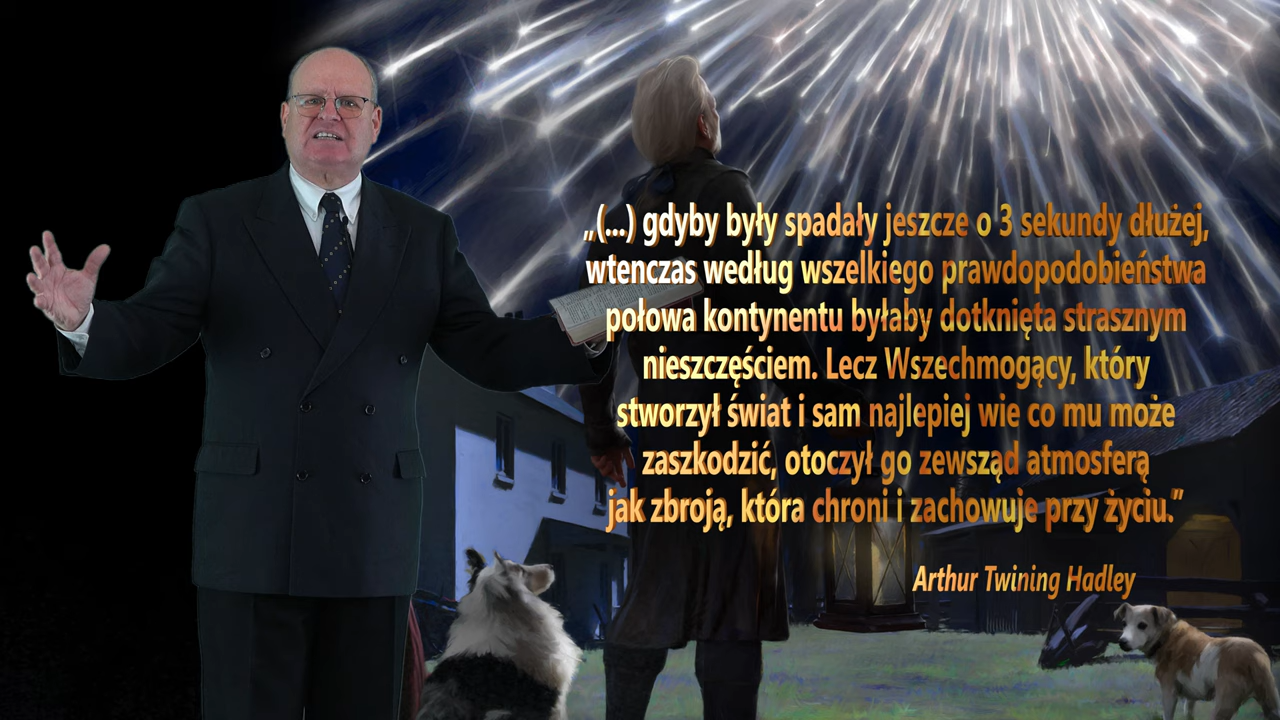 „(...) gdyby były spadały jeszcze o 3 sekundy dłużej,
wtenczas według wszelkiego prawdopodobieństwa
połowa kontynentu byłaby dotknięta strasznym
nieszczęściem. Lecz Wszechmogący, który
stworzył świat i sam najlepiej wie co mu może
zaszkodzić, otoczył go zewsząd atmosferą
jak zbroją, która chroni i zachowuje przy życiu.”
Arthur Twining Hadley